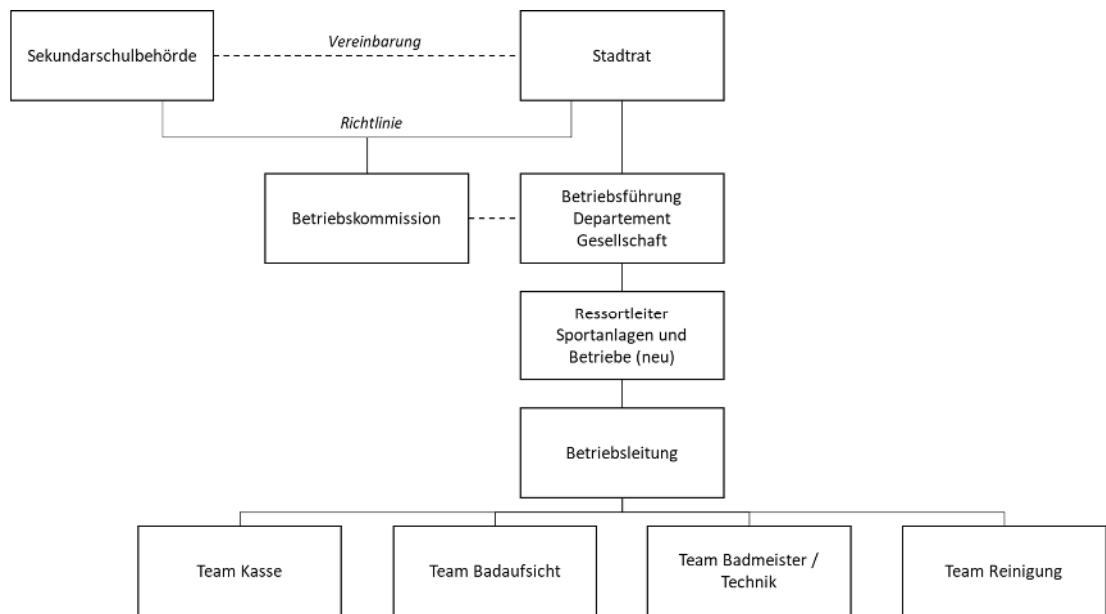 Sekundarschulbehörde
Vereinbarung
Stadtrat
Richtlinie
Betriebskommission
Betriebsführung
Departement
Gesellschaft
Ressortleiter
Sportanlagen und
Betriebe (neu)
Betriebsleitung
Team Kasse
Team Badaufsicht
Team Badmeister /
Technik
Team Reinigung